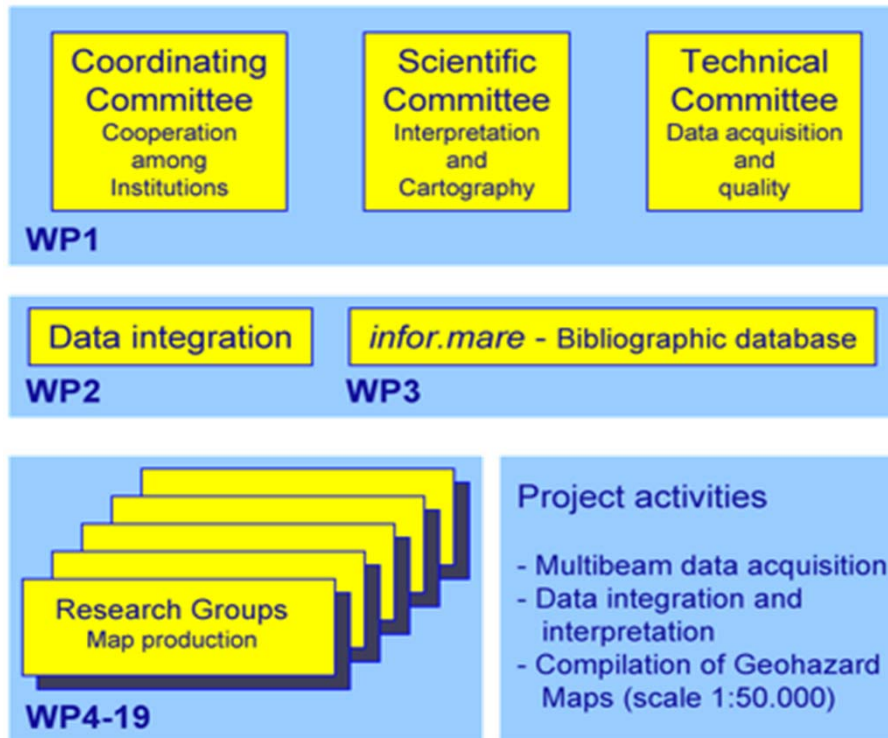 Coordinating
Committee
Cooperation
among
Institutions
Scientific
Committee
Interpretation
and
Cartography
Technical
Committee
Data acquisition
and
quality
WP1
Data integration
WP2
infor.mare - Bibliographic database
WP3
Research Groups
Map production
WP4-19
Project activities
- Multibeam data acquisition
- Data integration and
interpretation
- Compilation of Geohazard
Maps (scale 1:50.000)